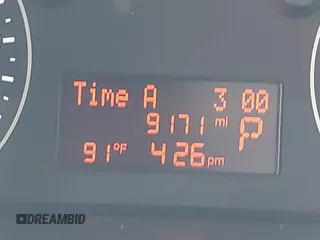 Time A 3 00
9171 mi P
91°F 426 pm
DREAMBID